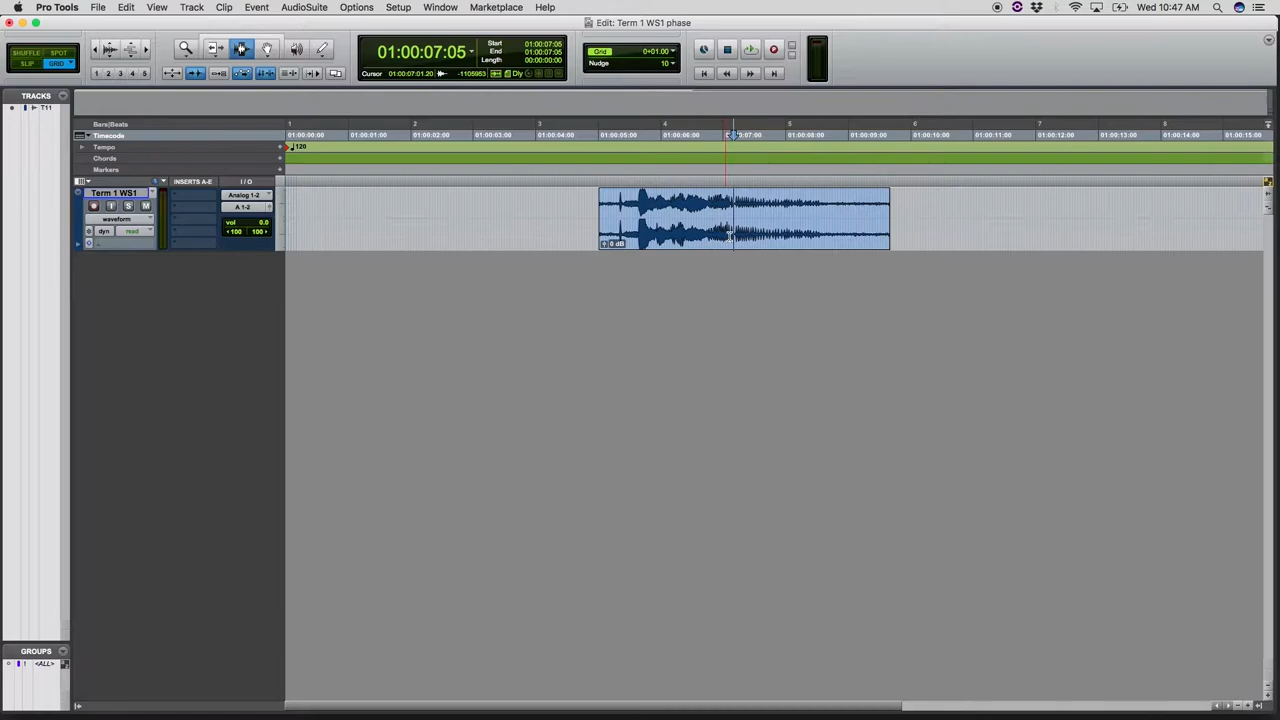 Pro Tools File Edit View Track Clip Event AudioSuite Options Setup Window Marketplace Help Wed 10:47 AM
Edit: Term 1 WS1 phase
SHUFFLE SPOT
SLIP GRID
1 2 3 4 5
01:00:07:05
Start 01:00:07:05
End 01:00:07:05
Length 00:00:00:00
Cursor 01:00:07:01.20 -1105953 Dly
Grid 0+01.00
Nudge 10
TRACKS
T11
Bars|Beats 1 2 3 4 5 6 7 8
Timecode 01:00:00:00 01:00:01:00 01:00:02:00 01:00:03:00 01:00:04:00 01:00:05:00 01:00:06:00 :07:00 01:00:08:00 01:00:09:00 01:00:10:00 01:00:11:00 01:00:12:00 01:00:13:00 01:00:14:00 01:00:15:00
Tempo 120
Chords
Markers
INSERTS A-E I/O
Term 1 WS1
Analog 1-2
I S M
A 1-2
waveform
vol 0.0
dyn read
100 100
0 dB
GROUPS
1 <ALL>